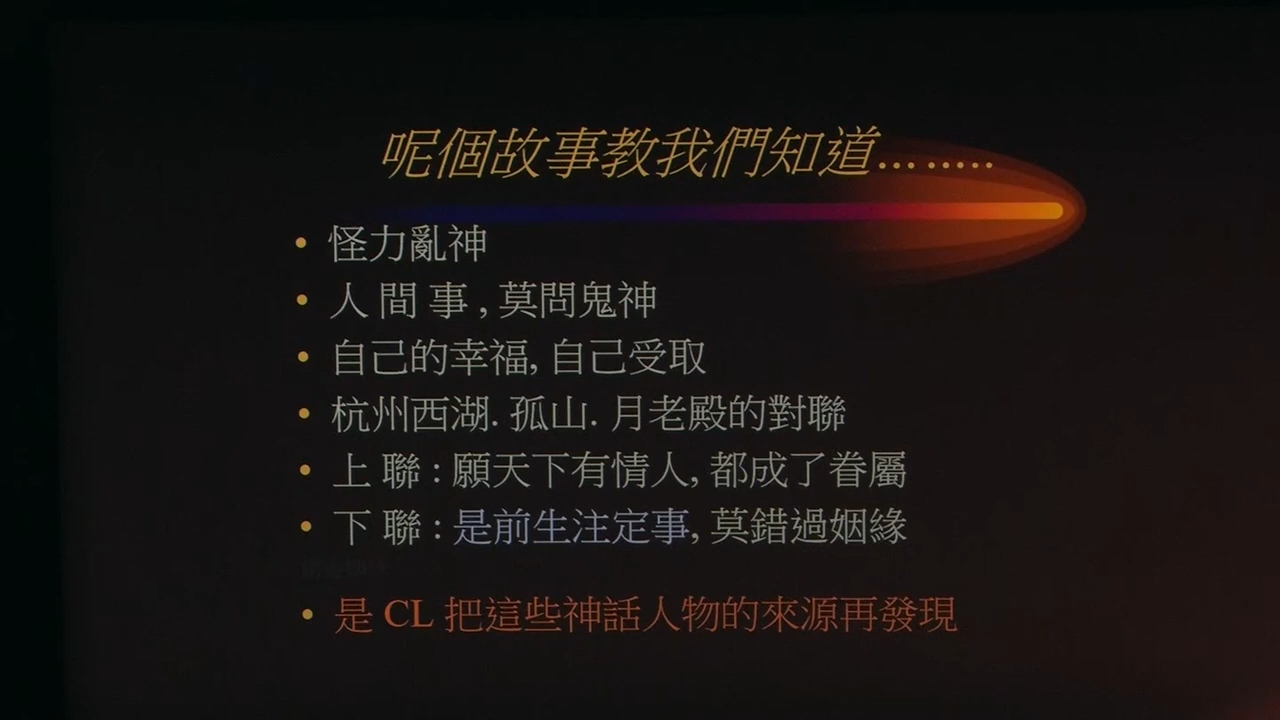 呢個故事教我們知道... .....
怪力亂神
人 間 事 , 莫問鬼神
自己的幸福, 自己受取
杭州西湖. 孤山. 月老殿的對聯
上 聯 : 願天下有情人, 都成了眷屬
下 聯 : 是前生注定事, 莫錯過姻緣
是 CL 把這些神話人物的來源再發現